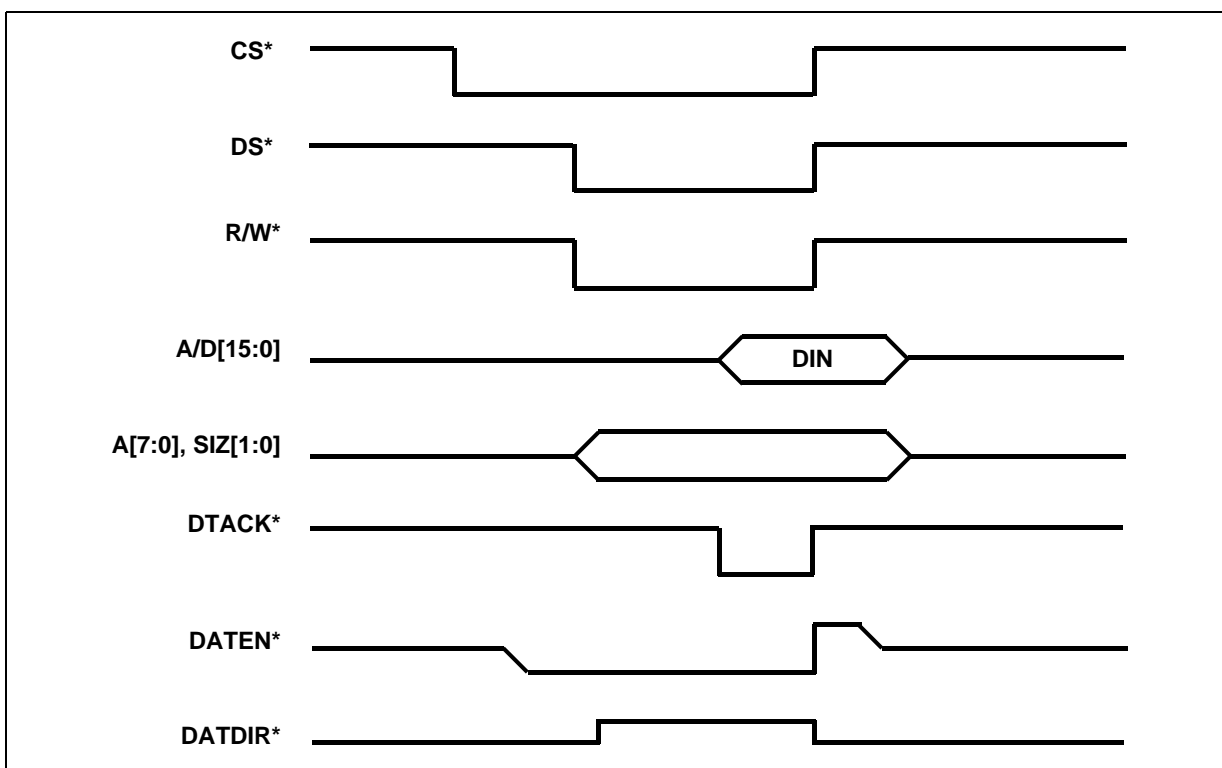 CS*
DS*
R/W*
A/D[15:0]
DIN
A[7:0], SIZ[1:0]
DTACK*
DATEN*
DATDIR*